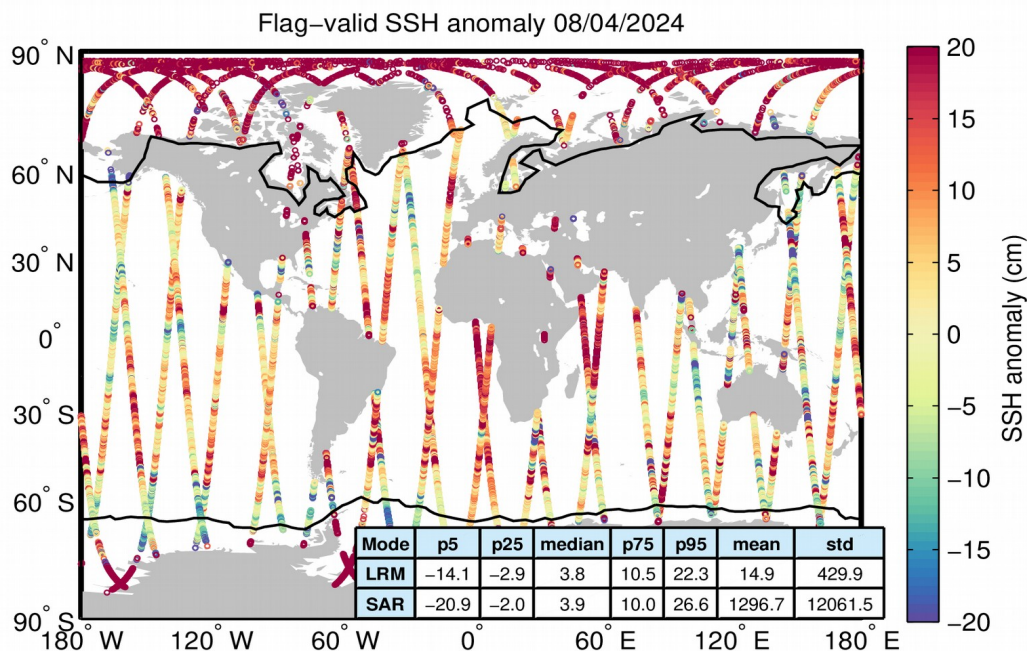 Flag−valid SSH anomaly 08/04/2024
90° N
60° N
30° N
0°
30° S
60° S
90° S
180° W 120° W 60° W 0° 60° E 120° E 180° E
Mode p5 p25 median p75 p95 mean std
LRM −14.1 −2.9 3.8 10.5 22.3 14.9 429.9
SAR −20.9 −2.0 3.9 10.0 26.6 1296.7 12061.5
20
15
10
5
0
−5
−10
−15
−20
SSH anomaly (cm)